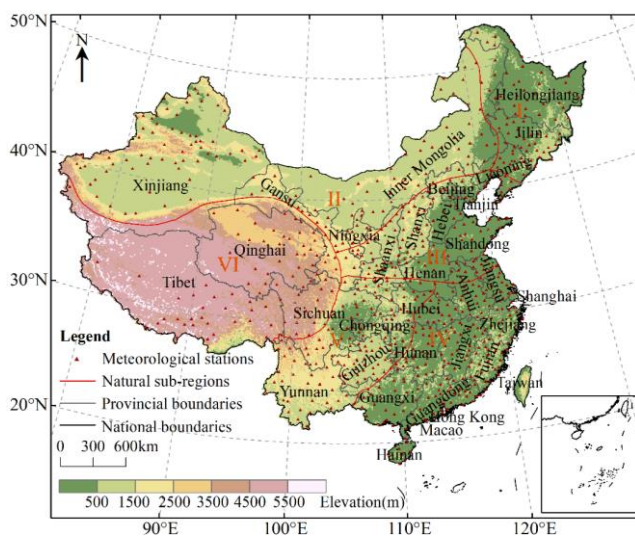 50°N
N
Heilongjiang
I
Jilin
40°N
Inner Mongolia
Liaoning
Beijing
Tianjin
Xinjiang
Gansu
II
Hebei
Shanxi
Ningxia
Shandong
Shaanxi
Qinghai
VI
III
Henan
30°N
Tibet
Jiangsu
Anhui
Shanghai
Sichuan
Hubei
Chongqing
Zhejiang
V
IV
Legend
Meteorological stations
Hunan
Jiangxi
Guizhou
Fujian
Natural sub-regions
Yunnan
Guangxi
Taiwan
Provincial boundaries
Guangdong
Hong Kong
National boundaries
Macao
20°N
0 300 600km
Hainan
500 1500 2500 3500 4500 5500 Elevation(m)
90°E 100°E 110°E 120°E